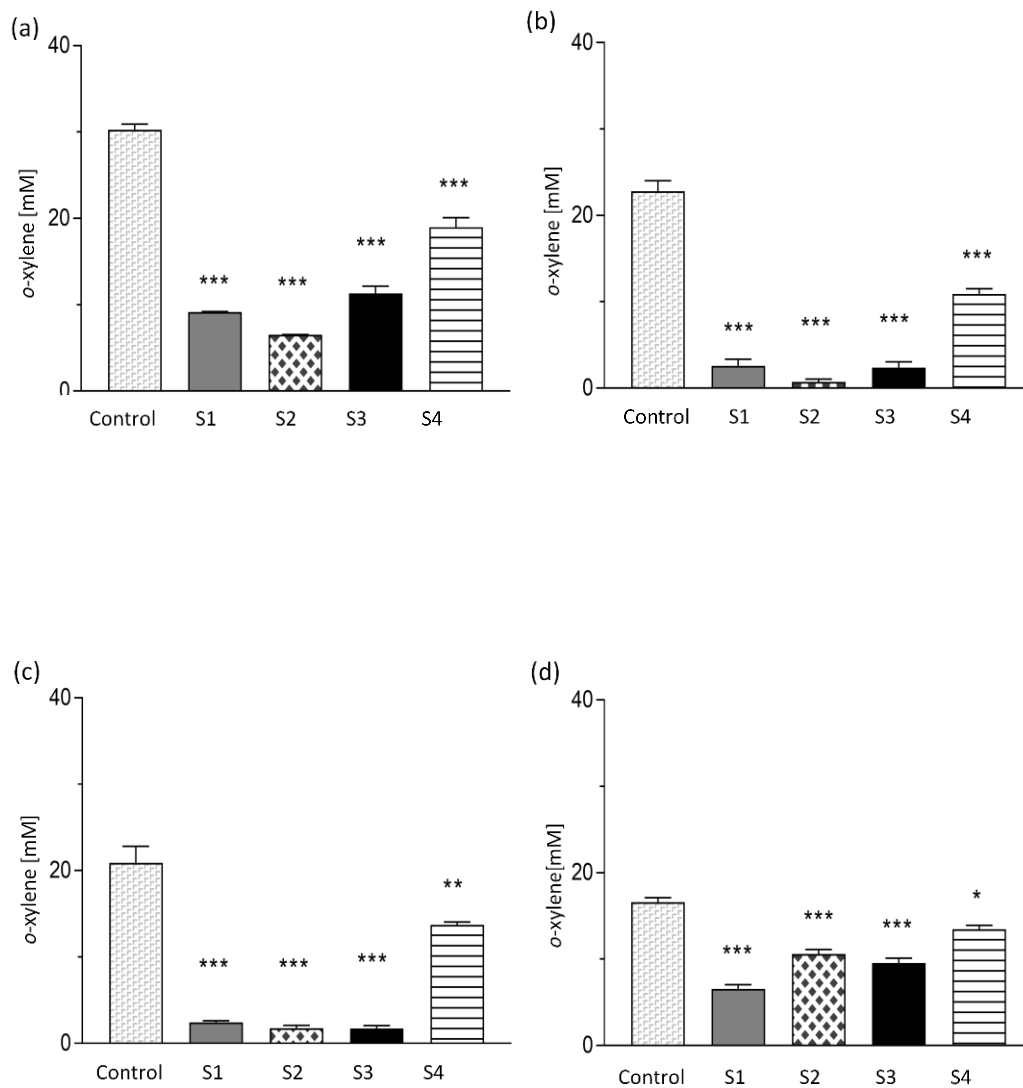 (a)
40
20
0
o-xylene [mM]
***
***
***
***
Control S1 S2 S3 S4
(b)
40
20
0
o-xylene [mM]
***
***
***
***
Control S1 S2 S3 S4
(c)
40
20
0
o-xylene [mM]
***
***
***
**
Control S1 S2 S3 S4
(d)
40
20
0
o-xylene[mM]
***
***
***
*
Control S1 S2 S3 S4